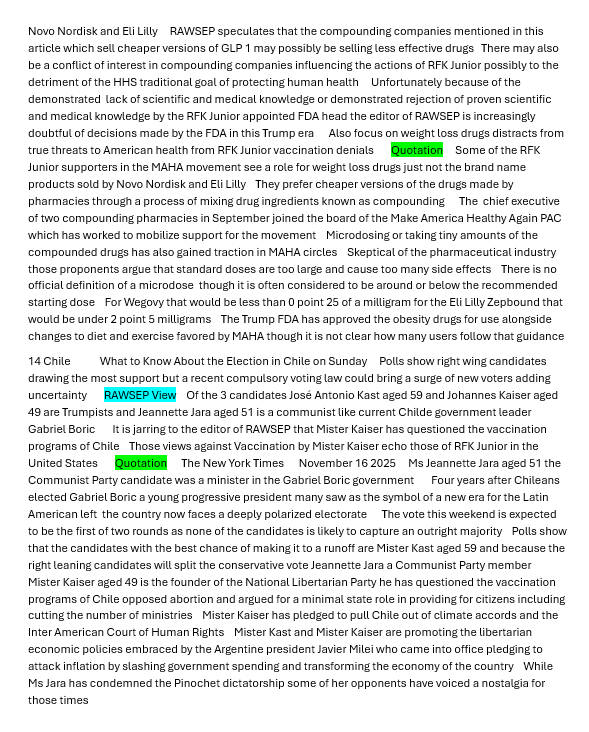 Novo Nordisk and Eli Lilly RAWSEP speculates that the compounding companies mentioned in this
article which sell cheaper versions of GLP 1 may possibly be selling less effective drugs There may also
be a conflict of interest in compounding companies influencing the actions of RFK Junior possibly to the
detriment of the HHS traditional goal of protecting human health Unfortunately because of the
demonstrated lack of scientific and medical knowledge or demonstrated rejection of proven scientific
and medical knowledge by the RFK Junior appointed FDA head the editor of RAWSEP is increasingly
doubtful of decisions made by the FDA in this Trump era Also focus on weight loss drugs distracts from
true threats to American health from RFK Junior vaccination denials Quotation Some of the RFK
Junior supporters in the MAHA movement see a role for weight loss drugs just not the brand name
products sold by Novo Nordisk and Eli Lilly They prefer cheaper versions of the drugs made by
pharmacies through a process of mixing drug ingredients known as compounding The chief executive
of two compounding pharmacies in September joined the board of the Make America Healthy Again PAC
which has worked to mobilize support for the movement Microdosing or taking tiny amounts of the
compounded drugs has also gained traction in MAHA circles Skeptical of the pharmaceutical industry
those proponents argue that standard doses are too large and cause too many side effects There is no
official definition of a microdose though it is often considered to be around or below the recommended
starting dose For Wegovy that would be less than 0 point 25 of a milligram for the Eli Lilly Zepbound that
would be under 2 point 5 milligrams The Trump FDA has approved the obesity drugs for use alongside
changes to diet and exercise favored by MAHA though it is not clear how many users follow that guidance
14 Chile What to Know About the Election in Chile on Sunday Polls show right wing candidates
drawing the most support but a recent compulsory voting law could bring a surge of new voters adding
uncertainty RAWSEP View Of the 3 candidates José Antonio Kast aged 59 and Johannes Kaiser aged
49 are Trumpists and Jeannette Jara aged 51 is a communist like current Childe government leader
Gabriel Boric It is jarring to the editor of RAWSEP that Mister Kaiser has questioned the vaccination
programs of Chile Those views against Vaccination by Mister Kaiser echo those of RFK Junior in the
United States Quotation The New York Times November 16 2025 Ms Jeannette Jara aged 51 the
Communist Party candidate was a minister in the Gabriel Boric government Four years after Chileans
elected Gabriel Boric a young progressive president many saw as the symbol of a new era for the Latin
American left the country now faces a deeply polarized electorate The vote this weekend is expected
to be the first of two rounds as none of the candidates is likely to capture an outright majority Polls show
that the candidates with the best chance of making it to a runoff are Mister Kast aged 59 and because the
right leaning candidates will split the conservative vote Jeannette Jara a Communist Party member
Mister Kaiser aged 49 is the founder of the National Libertarian Party he has questioned the vaccination
programs of Chile opposed abortion and argued for a minimal state role in providing for citizens including
cutting the number of ministries Mister Kaiser has pledged to pull Chile out of climate accords and the
Inter American Court of Human Rights Mister Kast and Mister Kaiser are promoting the libertarian
economic policies embraced by the Argentine president Javier Milei who came into office pledging to
attack inflation by slashing government spending and transforming the economy of the country While
Ms Jara has condemned the Pinochet dictatorship some of her opponents have voiced a nostalgia for
those times